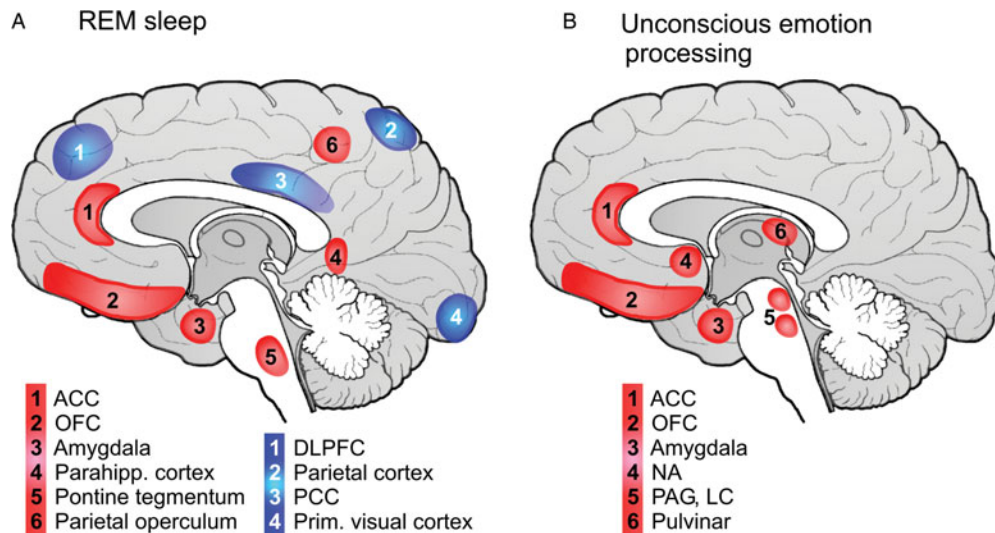 A REM sleep
B Unconscious emotion
processing
1
2
3
4
5
6
1
2
3
4
1
2
3
4
5
6
1 ACC
2 OFC
3 Amygdala
4 Parahipp. cortex
5 Pontine tegmentum
6 Parietal operculum
1 DLPFC
2 Parietal cortex
3 PCC
4 Prim. visual cortex
1 ACC
2 OFC
3 Amygdala
4 NA
5 PAG, LC
6 Pulvinar